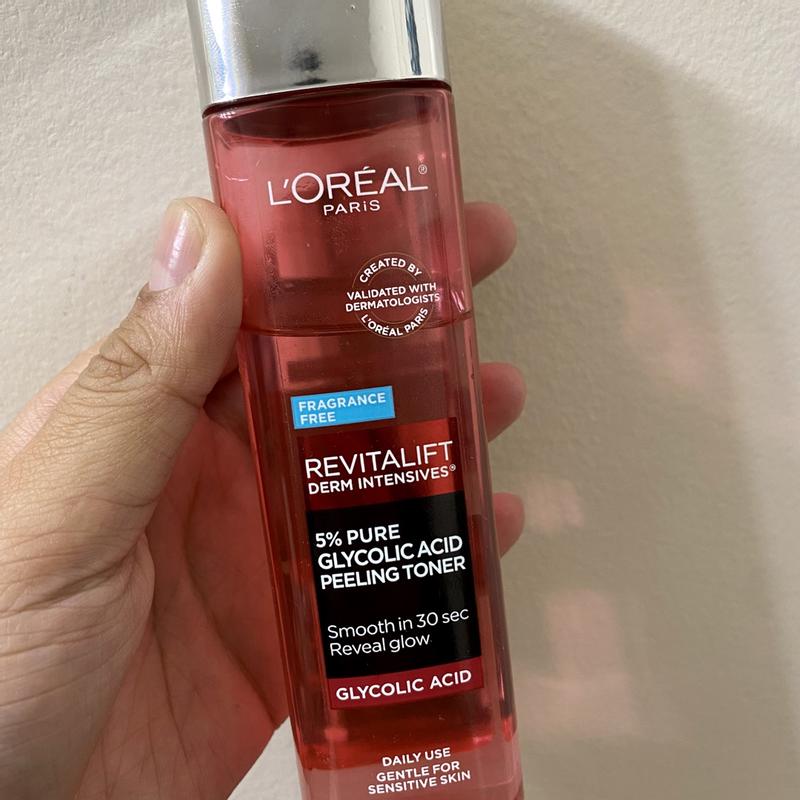 L'ORÉAL®
PARiS
CREATED BY
VALIDATED WITH
DERMATOLOGISTS
L'ORÉAL PARIS
FRAGRANCE
FREE
REVITALIFT
DERM INTENSIVES®
5% PURE
GLYCOLIC ACID
PEELING TONER
Smooth in 30 sec
Reveal glow
GLYCOLIC ACID
DAILY USE
GENTLE FOR
SENSITIVE SKIN